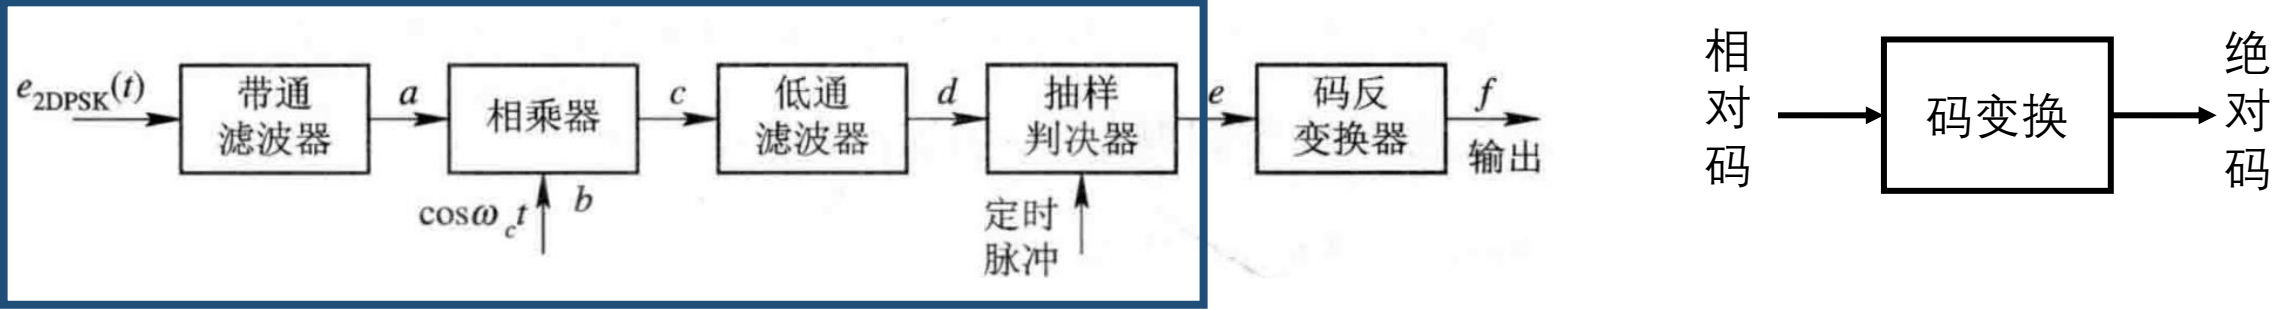 e2DPSK(t)
带通
滤波器
a
相乘器
cosω c t
b
c
低通
滤波器
d
抽样
判决器
定时
脉冲
e
码反
变换器
f
输出
相对码
码变换
绝对码